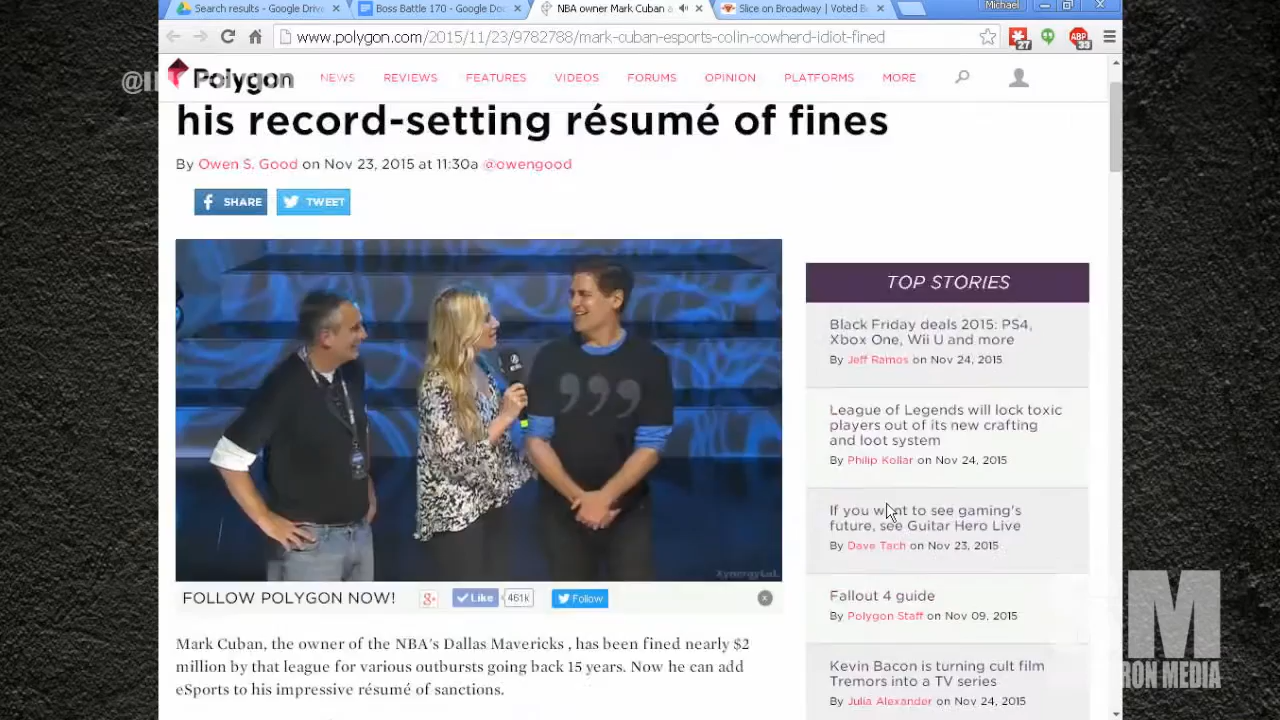 Search results - Google Drive
Boss Battle 170 - Google Doc
NBA owner Mark Cuban a
Slice on Broadway | Voted B
Michael
www.polygon.com/2015/11/23/9782788/mark-cuban-esports-colin-cowherd-idiot-fined
27
ABP
33
Polygon
NEWS
REVIEWS
FEATURES
VIDEOS
FORUMS
OPINION
PLATFORMS
MORE
his record-setting résumé of fines
By Owen S. Good on Nov 23, 2015 at 11:30a @owengood
SHARE
TWEET
XynergyLoL
FOLLOW POLYGON NOW!
Like
461k
Follow
Mark Cuban, the owner of the NBA's Dallas Mavericks , has been fined nearly $2
million by that league for various outbursts going back 15 years. Now he can add
eSports to his impressive résumé of sanctions.
TOP STORIES
Black Friday deals 2015: PS4,
Xbox One, Wii U and more
By Jeff Ramos on Nov 24, 2015
League of Legends will lock toxic
players out of its new crafting
and loot system
By Philip Kollar on Nov 24, 2015
If you want to see gaming's
future, see Guitar Hero Live
By Dave Tach on Nov 23, 2015
Fallout 4 guide
By Polygon Staff on Nov 09, 2015
Kevin Bacon is turning cult film
Tremors into a TV series
By Julia Alexander on Nov 24, 2015
M
RON MEDIA